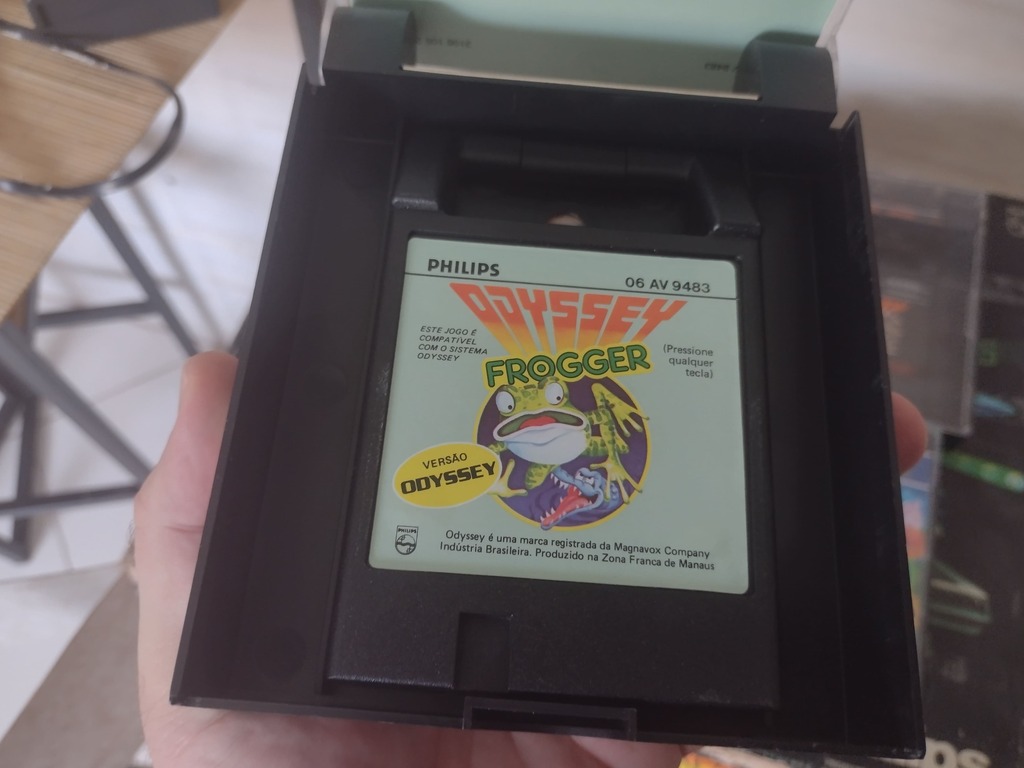 PHILIPS
06 AV 9483
ODYSSEY
ESTE JOGO É
COMPATÍVEL
COM O SISTEMA
ODYSSEY
FROGGER
(Pressione
qualquer
tecla)
VERSÃO
ODYSSEY
PHILIPS
Odyssey é uma marca registrada da Magnavox Company
Indústria Brasileira. Produzido na Zona Franca de Manaus